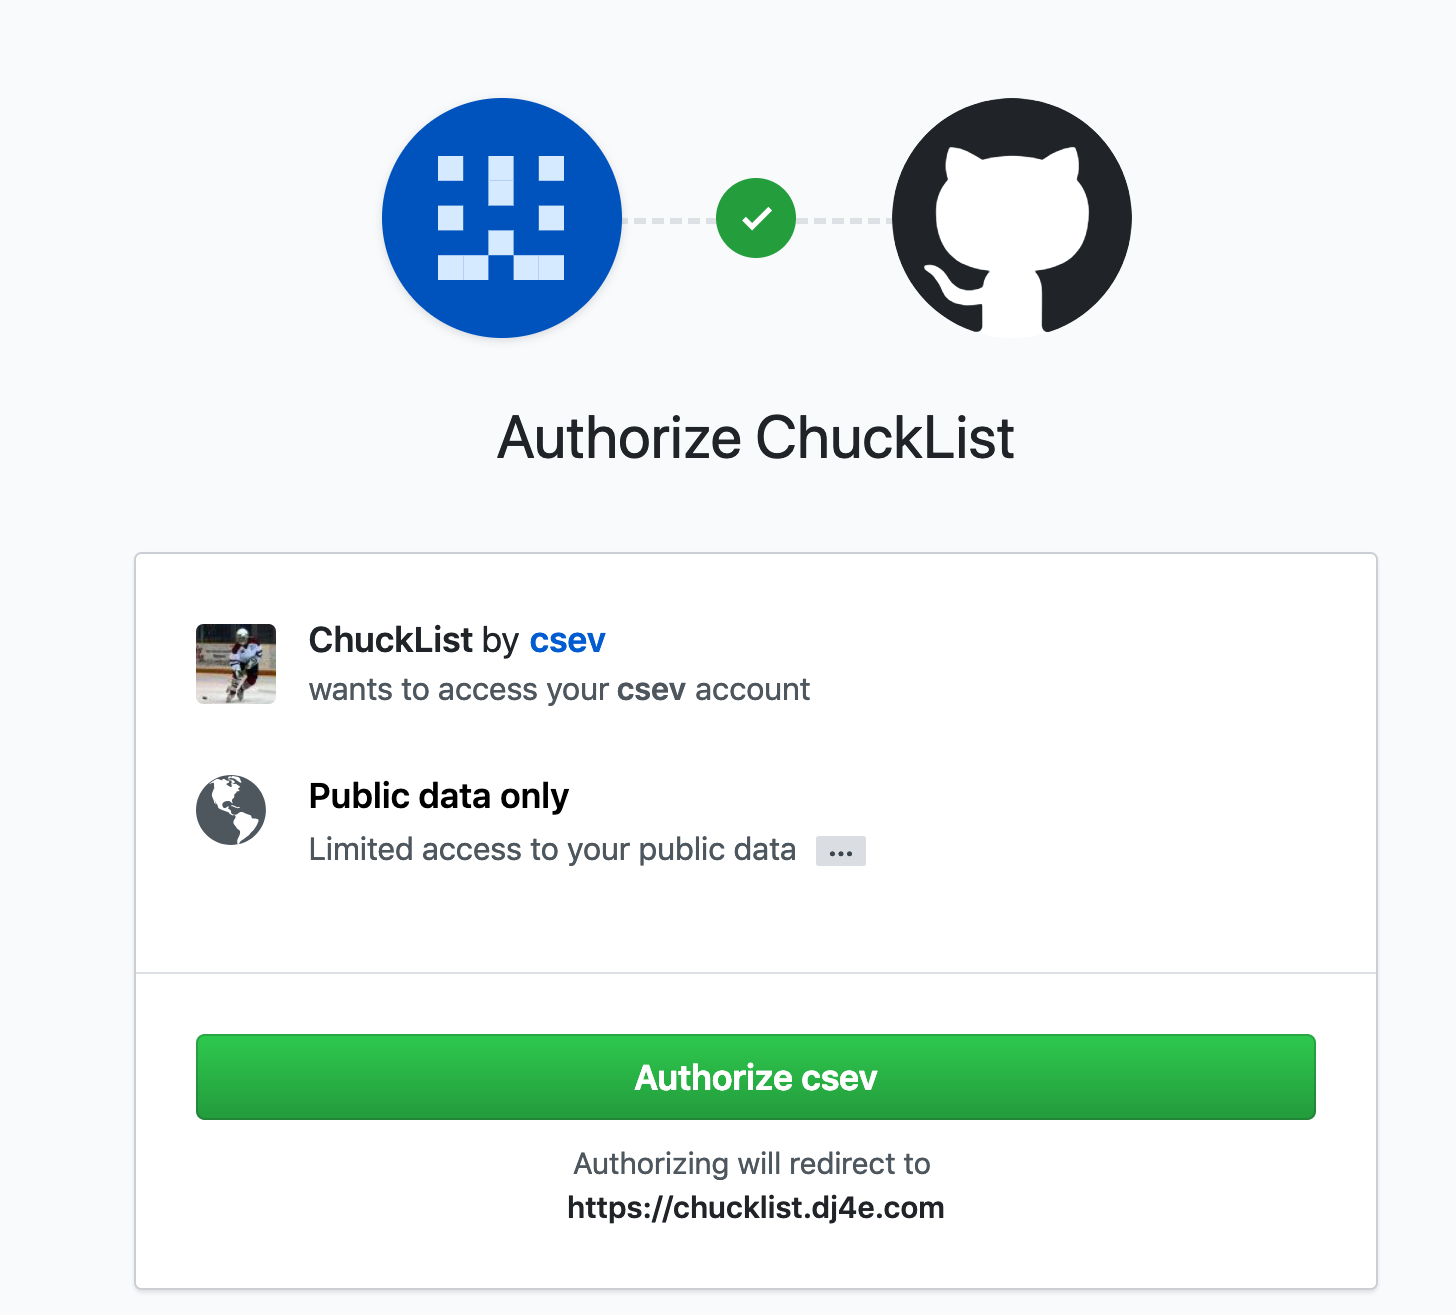 Authorize ChuckList
ChuckList by csev
wants to access your csev account
Public data only
Limited access to your public data ...
Authorize csev
Authorizing will redirect to
https://chucklist.dj4e.com